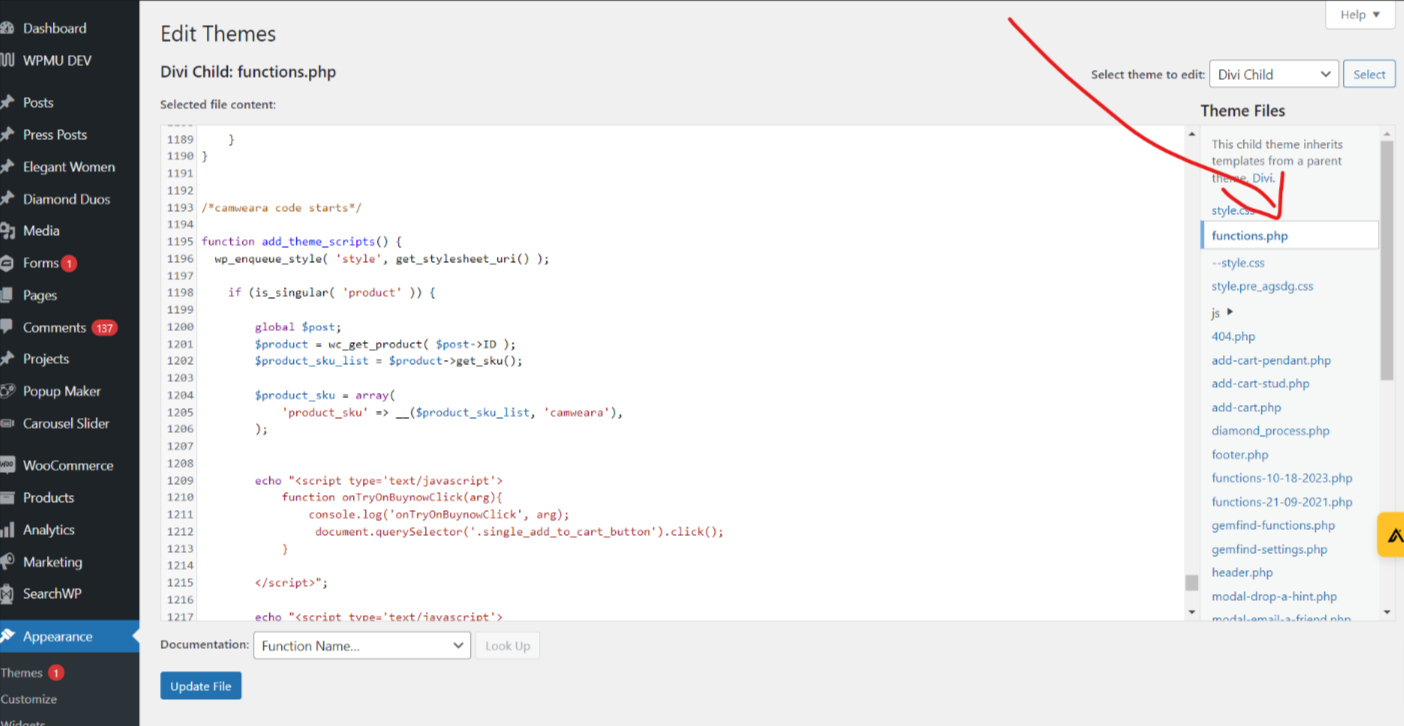 Dashboard
WPMU DEV
Posts
Press Posts
Elegant Women
Diamond Duos
Media
Forms 1
Pages
Comments 137
Projects
Popup Maker
Carousel Slider
WooCommerce
Products
Analytics
Marketing
SearchWP
Appearance
Themes 1
Customize
Widgets
Help
Edit Themes
Divi Child: functions.php
Select theme to edit: Divi Child Select
Selected file content:
1189     }
1190 }
1191
1192
1193 /*camweara code starts*/
1194
1195 function add_theme_scripts() {
1196   wp_enqueue_style( 'style', get_stylesheet_uri() );
1197
1198     if (is_singular( 'product' )) {
1199
1200         global $post;
1201         $product = wc_get_product( $post->ID );
1202         $product_sku_list = $product->get_sku();
1203
1204         $product_sku = array(
1205             'product_sku' => __($product_sku_list, 'camweara'),
1206         );
1207
1208
1209         echo "<script type='text/javascript'>
1210             function onTryOnBuynowClick(arg){
1211                 console.log('onTryOnBuynowClick', arg);
1212                  document.querySelector('.single_add_to_cart_button').click();
1213             }
1214
1215         </script>";
1216
1217         echo "<script type='text/javascript'>
Documentation: Function Name... Look Up
Update File
Theme Files
This child theme inherits
templates from a parent
theme, Divi.
style.css
functions.php
--style.css
style.pre_agsdg.css
js
404.php
add-cart-pendant.php
add-cart-stud.php
add-cart.php
diamond_process.php
footer.php
functions-10-18-2023.php
functions-21-09-2021.php
gemfind-functions.php
gemfind-settings.php
header.php
modal-drop-a-hint.php
modal-email-a-friend.php